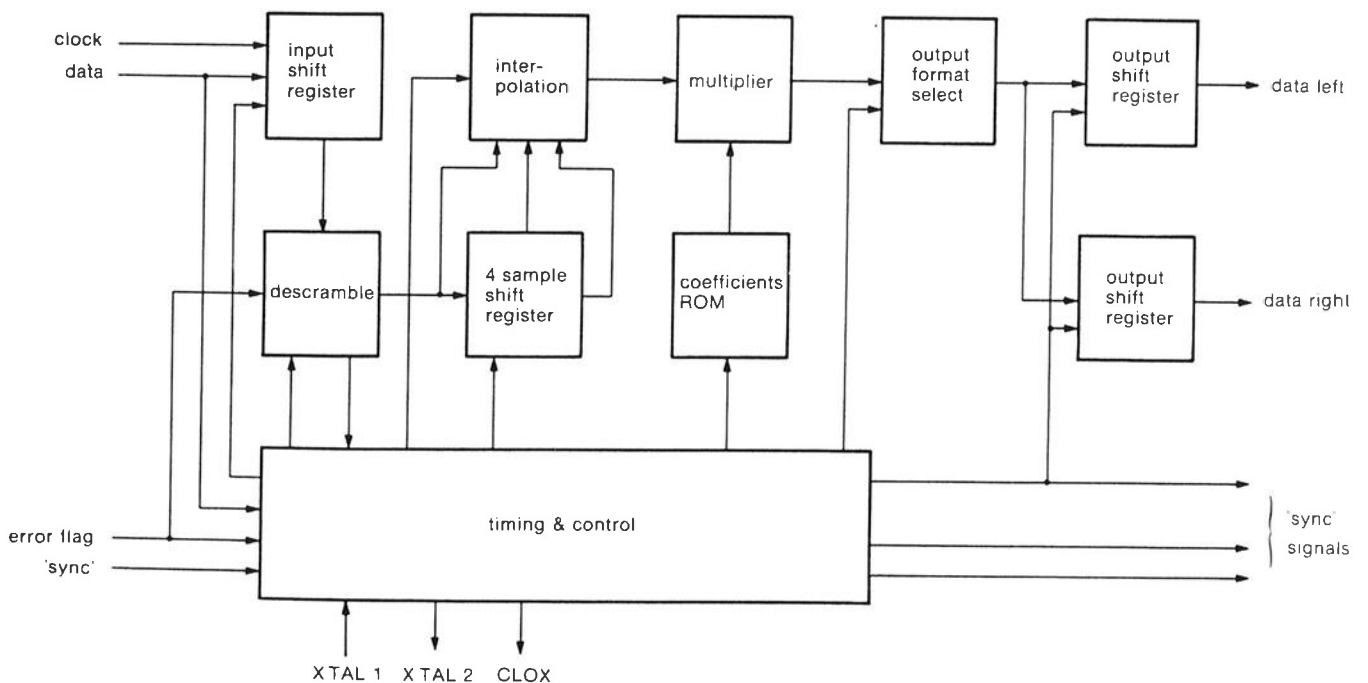 clock
data
input
shift
register
inter-
polation
multiplier
output
format
select
output
shift
register
data left
descramble
4 sample
shift
register
coefficients
ROM
output
shift
register
data right
error flag
'sync'
timing & control
'sync'
signals
XTAL 1
XTAL 2
CLOX